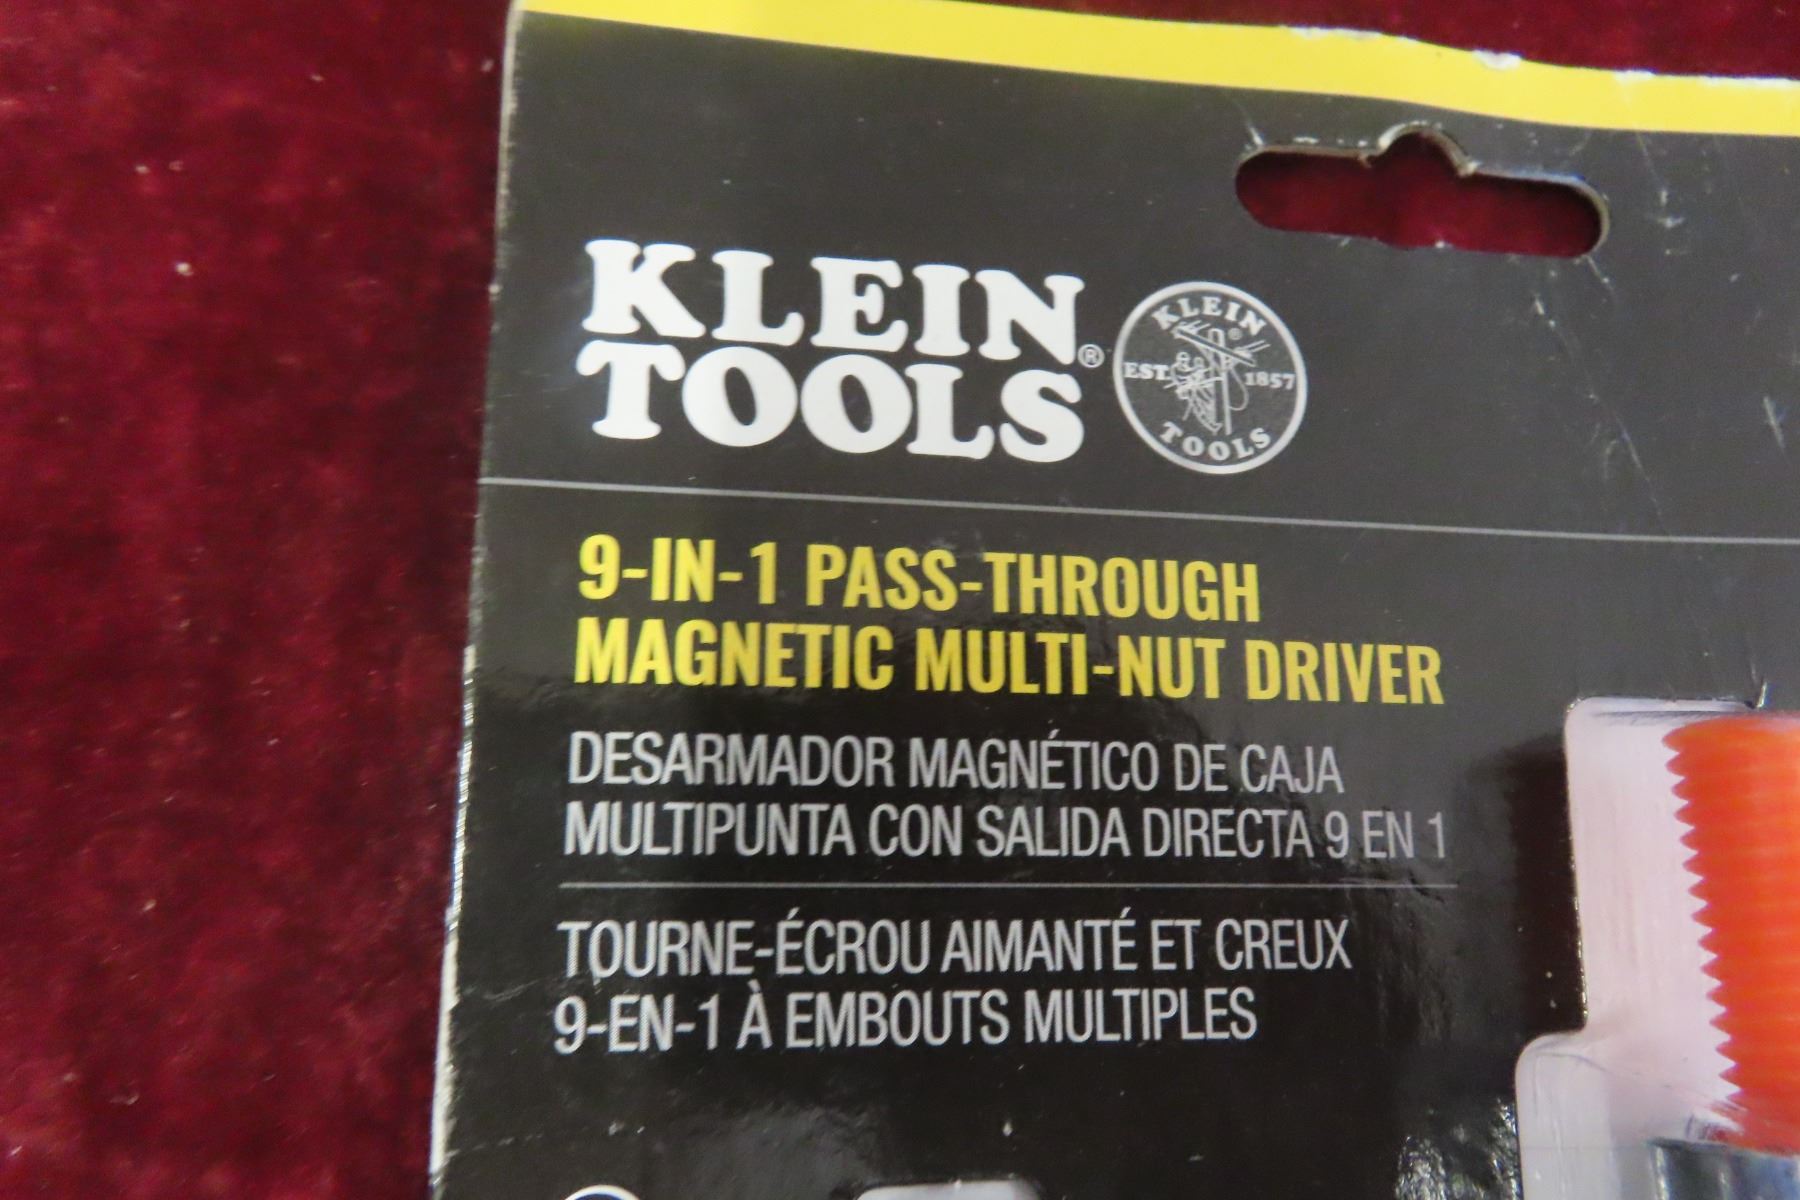 KLEIN
TOOLS®
KLEIN
®
EST. 1857
TOOLS
9-IN-1 PASS-THROUGH
MAGNETIC MULTI-NUT DRIVER
DESARMADOR MAGNÉTICO DE CAJA
MULTIPUNTA CON SALIDA DIRECTA 9 EN 1
TOURNE-ÉCROU AIMANTÉ ET CREUX
9-EN-1 À EMBOUTS MULTIPLES